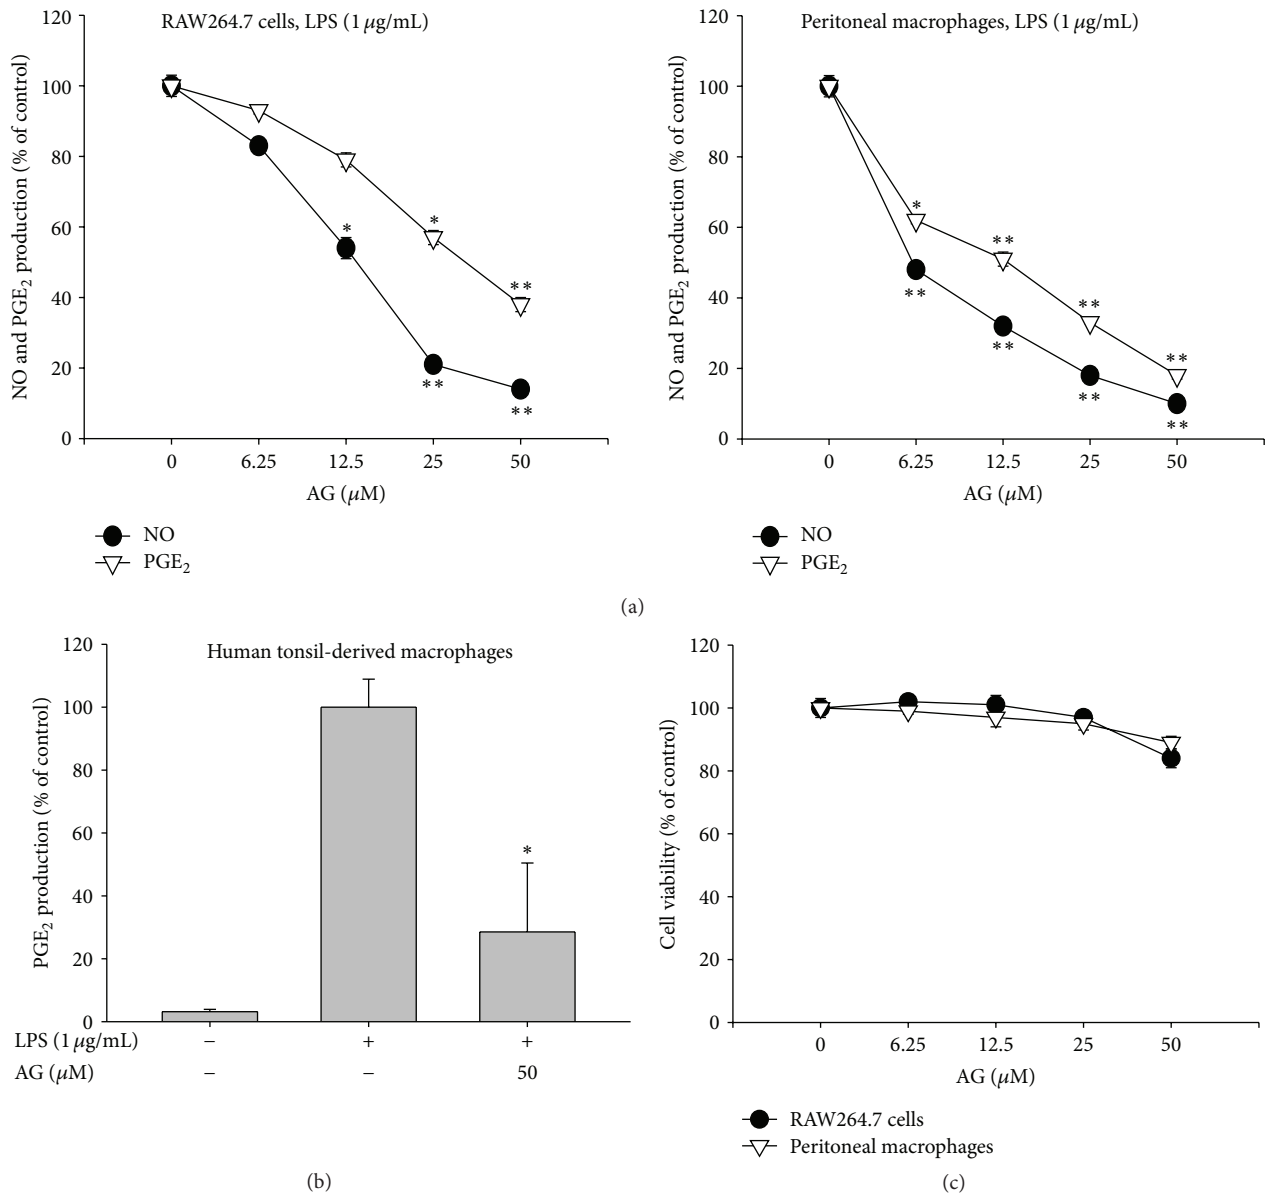 RAW264.7 cells, LPS (1 μg/mL)
NO and PGE₂ production (% of control)
120
100
80
60
40
20
0
*
**
**
*
**
0 6.25 12.5 25 50
AG (μM)
NO
PGE₂
Peritoneal macrophages, LPS (1 μg/mL)
NO and PGE₂ production (% of control)
120
100
80
60
40
20
0
*
**
**
**
**
**
**
**
0 6.25 12.5 25 50
AG (μM)
NO
PGE₂
(a)
Human tonsil-derived macrophages
PGE₂ production (% of control)
120
100
80
60
40
20
0
*
LPS (1 μg/mL) − + +
AG (μM) − − 50
(b)
Cell viability (% of control)
120
100
80
60
40
20
0
0 6.25 12.5 25 50
AG (μM)
RAW264.7 cells
Peritoneal macrophages
(c)